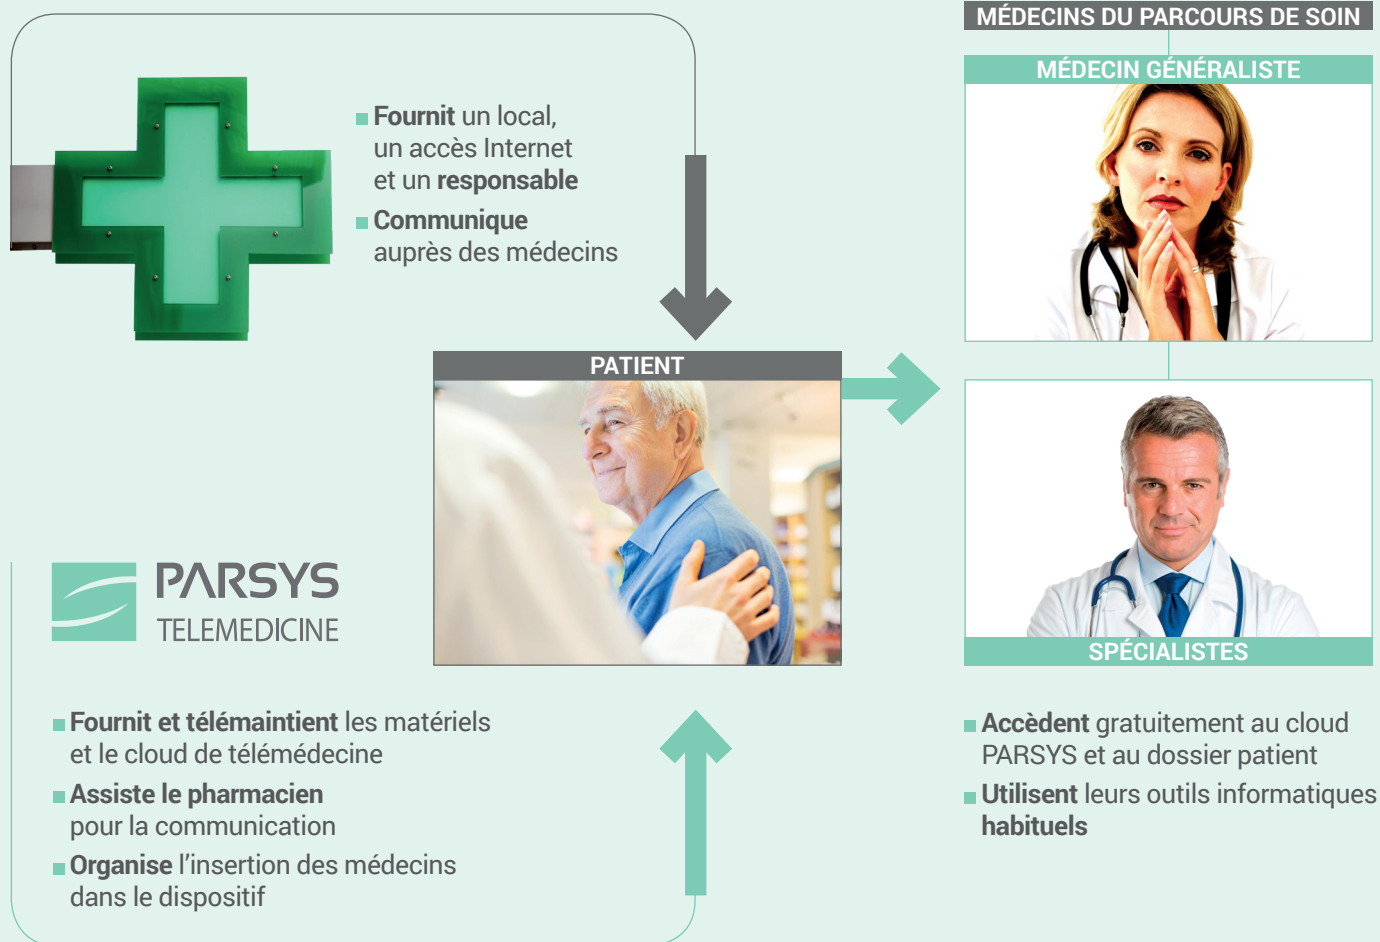 Fournit un local,
un accès Internet
et un responsable
Communique
auprès des médecins
PATIENT
PARSYS
TELEMEDICINE
Fournit et télémaintient les matériels
et le cloud de télémédecine
Assiste le pharmacien
pour la communication
Organise l'insertion des médecins
dans le dispositif
MÉDECINS DU PARCOURS DE SOIN
MÉDECIN GÉNÉRALISTE
SPÉCIALISTES
Accèdent gratuitement au cloud
PARSYS et au dossier patient
Utilisent leurs outils informatiques
habituels